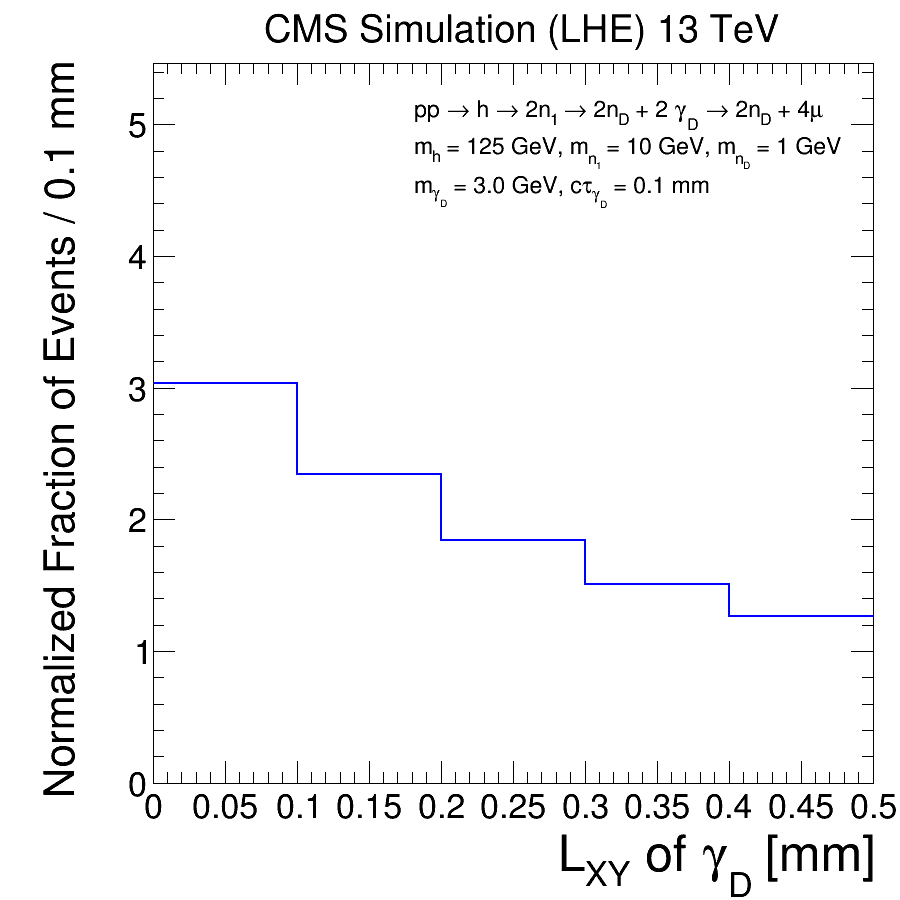 CMS Simulation (LHE) 13 TeV
pp → h → 2n₁ → 2n_D + 2 γ_D → 2n_D + 4μ
m_h = 125 GeV, m_n₁ = 10 GeV, m_n_D = 1 GeV
m_γ_D = 3.0 GeV, cτ_γ_D = 0.1 mm
Normalized Fraction of Events / 0.1 mm
5
4
3
2
1
0
0 0.05 0.1 0.15 0.2 0.25 0.3 0.35 0.4 0.45 0.5
L_XY of γ_D [mm]